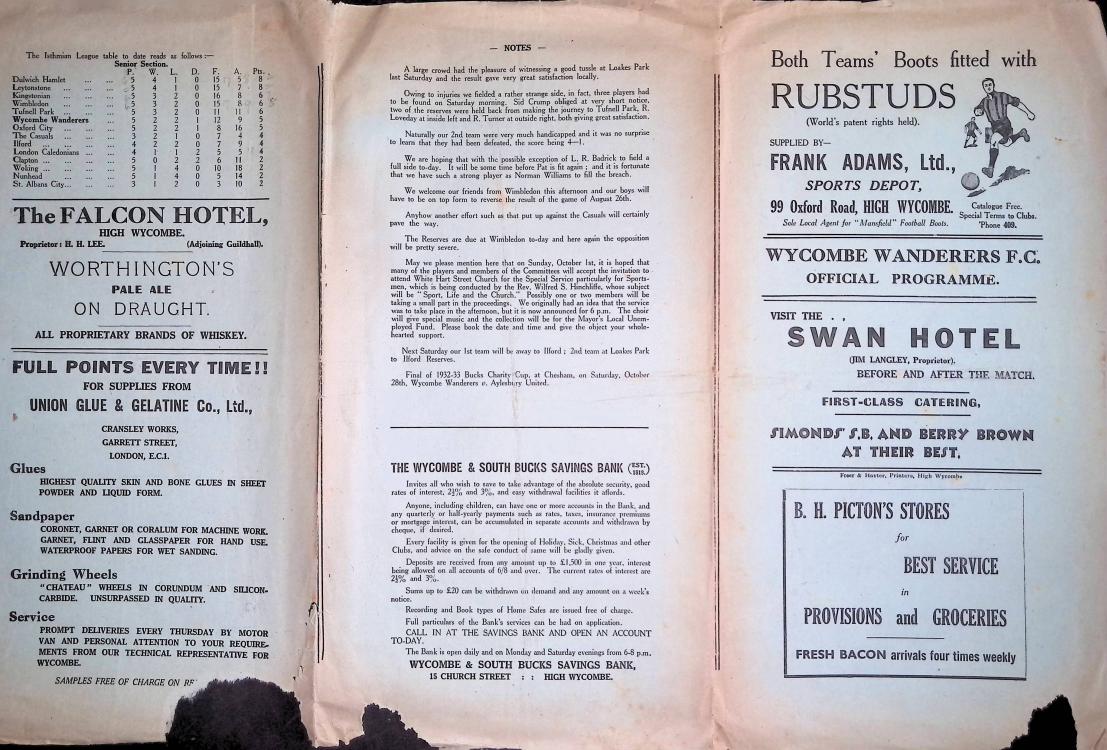 The Isthmian League table to date reads as follows:—
Senior Section.
P. W. L. D. F. A. Pts.
Dulwich Hamlet ... ... 5 4 1 0 15 5 8
Leytonstone ... ... 5 4 1 0 15 7 8
Kingstonian ... ... 5 3 2 0 16 8 6
Wimbledon ... ... 5 3 2 0 15 8 6
Tufnell Park ... ... 5 3 2 0 11 11 6
Wycombe Wanderers ... 5 2 2 1 12 9 5
Oxford City ... ... 5 2 2 1 8 16 5
The Casuals ... ... 3 2 1 0 7 4 4
Ilford ... ... ... 4 2 2 0 7 9 4
London Caledonians ... ... 4 1 1 2 5 5 4
Clapton ... ... ... 5 0 2 2 6 11 2
Woking ... ... ... 5 1 4 0 10 18 2
Nunhead ... ... ... 5 1 4 0 5 14 2
St. Albans City... ... ... 3 1 2 0 3 10 2
The FALCON HOTEL,
HIGH WYCOMBE.
Proprietor: H. H. LEE. (Adjoining Guildhall).
WORTHINGTON'S
PALE ALE
ON DRAUGHT.
ALL PROPRIETARY BRANDS OF WHISKEY.
FULL POINTS EVERY TIME!!
FOR SUPPLIES FROM
UNION GLUE & GELATINE Co., Ltd.,
CRANSLEY WORKS,
GARRETT STREET,
LONDON, E.C.1.
Glues
HIGHEST QUALITY SKIN AND BONE GLUES IN SHEET
POWDER AND LIQUID FORM.
Sandpaper
CORONET, GARNET OR CORALUM FOR MACHINE WORK.
GARNET, FLINT AND GLASSPAPER FOR HAND USE.
WATERPROOF PAPERS FOR WET SANDING.
Grinding Wheels
"CHATEAU" WHEELS IN CORUNDUM AND SILICON-
CARBIDE. UNSURPASSED IN QUALITY.
Service
PROMPT DELIVERIES EVERY THURSDAY BY MOTOR
VAN AND PERSONAL ATTENTION TO YOUR REQUIRE-
MENTS FROM OUR TECHNICAL REPRESENTATIVE FOR
WYCOMBE.
SAMPLES FREE OF CHARGE ON
— NOTES —
A large crowd had the pleasure of witnessing a good tussle at Loakes Park
last Saturday and the result gave very great satisfaction locally.
Owing to injuries we fielded a rather strange side, in fact, three players had
to be found on Saturday morning. Sid Crump obliged at very short notice,
two of the reserves were held back from making the journey to Tufnell Park, R.
Loveday at inside left and R. Turner at outside right, both giving great satisfaction.
Naturally our 2nd team were very much handicapped and it was no surprise
to learn that they had been defeated, the score being 4—1.
We are hoping that with the possible exception of L. R. Badrick to field a
full side to-day. It will be some time before Pat is fit again; and it is fortunate
that we have such a strong player as Norman Williams to fill the breach.
We welcome our friends from Wimbledon this afternoon and our boys will
have to be on top form to reverse the result of the game of August 26th.
Anyhow another effort such as that put up against the Casuals will certainly
pave the way.
The Reserves are due at Wimbledon to-day and here again the opposition
will be pretty severe.
May we please mention here that on Sunday, October 1st, it is hoped that
many of the players and members of the Committees will accept the invitation to
attend White Hart Street Church for the Special Service particularly for Sports-
men, which is being conducted by the Rev. Wilfred S. Hinchliffe, whose subject
will be "Sport, Life and the Church." Possibly one or two members will be
taking a small part in the proceedings. We originally had an idea that the service
was to take place in the afternoon, but it is now announced for 6 p.m. The choir
will give special music and the collection will be for the Mayor's Local Unem-
ployed Fund. Please book the date and time and give the object your whole-
hearted support.
Next Saturday our 1st team will be away to Ilford; 2nd team at Loakes Park
to Ilford Reserves.
Final of 1932-33 Bucks Charity Cup, at Chesham, on Saturday, October
28th, Wycombe Wanderers v. Aylesbury United.
THE WYCOMBE & SOUTH BUCKS SAVINGS BANK (EST. 1818.)
Invites all who wish to save to take advantage of the absolute security, good
rates of interest, 2½% and 3%, and easy withdrawal facilities it affords.
Anyone, including children, can have one or more accounts in the Bank, and
any quarterly or half-yearly payments such as rates, taxes, insurance premiums
or mortgage interest, can be accumulated in separate accounts and withdrawn by
cheque, if desired.
Every facility is given for the opening of Holiday, Sick, Christmas and other
Clubs, and advice on the safe conduct of same will be gladly given.
Deposits are received from any amount up to £1,500 in one year, interest
being allowed on all accounts of 6/8 and over. The current rates of interest are
2½% and 3%.
Sums up to £20 can be withdrawn on demand and any amount on a week's
notice.
Recording and Book types of Home Safes are issued free of charge.
Full particulars of the Bank's services can be had on application.
CALL IN AT THE SAVINGS BANK AND OPEN AN ACCOUNT
TO-DAY.
The Bank is open daily and on Monday and Saturday evenings from 6-8 p.m.
WYCOMBE & SOUTH BUCKS SAVINGS BANK,
15 CHURCH STREET : : HIGH WYCOMBE.
Both Teams' Boots fitted with
RUBSTUDS
(World's patent rights held).
SUPPLIED BY—
FRANK ADAMS, Ltd.,
SPORTS DEPOT,
99 Oxford Road, HIGH WYCOMBE.
Sole Local Agent for "Mansfield" Football Boots.
Catalogue Free.
Special Terms to Clubs.
'Phone 409.
WYCOMBE WANDERERS F.C.
OFFICIAL PROGRAMME.
VISIT THE . .
SWAN HOTEL
(JIM LANGLEY, Proprietor).
BEFORE AND AFTER THE MATCH.
FIRST-CLASS CATERING,
SIMONDS' S.B. AND BERRY BROWN
AT THEIR BEST.
Freer & Hayter, Printers, High Wycombe
B. H. PICTON'S STORES
for
BEST SERVICE
in
PROVISIONS and GROCERIES
FRESH BACON arrivals four times weekly